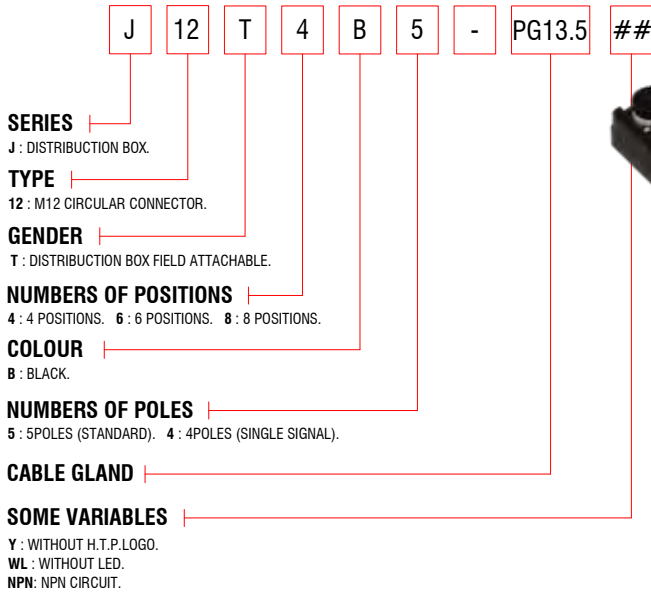 J 12 T 4 B 5 - PG13.5 ##
SERIES
J : DISTRIBUCTION BOX.
TYPE
12 : M12 CIRCULAR CONNECTOR.
GENDER
T : DISTRIBUCTION BOX FIELD ATTACHABLE.
NUMBERS OF POSITIONS
4 : 4 POSITIONS. 6 : 6 POSITIONS. 8 : 8 POSITIONS.
COLOUR
B : BLACK.
NUMBERS OF POLES
5 : 5POLES (STANDARD). 4 : 4POLES (SINGLE SIGNAL).
CABLE GLAND
SOME VARIABLES
Y : WITHOUT H.T.P.LOGO.
WL : WITHOUT LED.
NPN: NPN CIRCUIT.